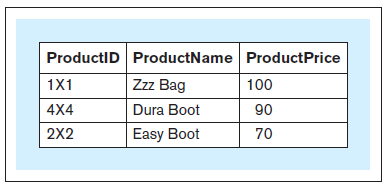 ProductID ProductName ProductPrice
1X1 Zzz Bag 100
4X4 Dura Boot 90
2X2 Easy Boot 70